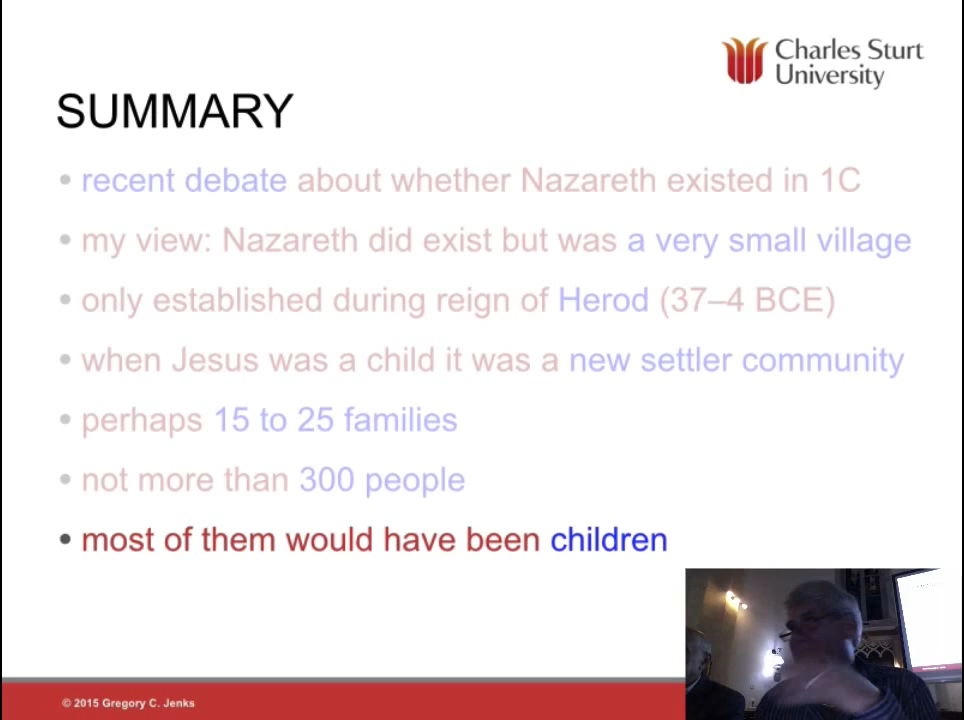 Charles Sturt
University
SUMMARY
• recent debate about whether Nazareth existed in 1C
• my view: Nazareth did exist but was a very small village
• only established during reign of Herod (37–4 BCE)
• when Jesus was a child it was a new settler community
• perhaps 15 to 25 families
• not more than 300 people
• most of them would have been children
© 2015 Gregory C. Jenks